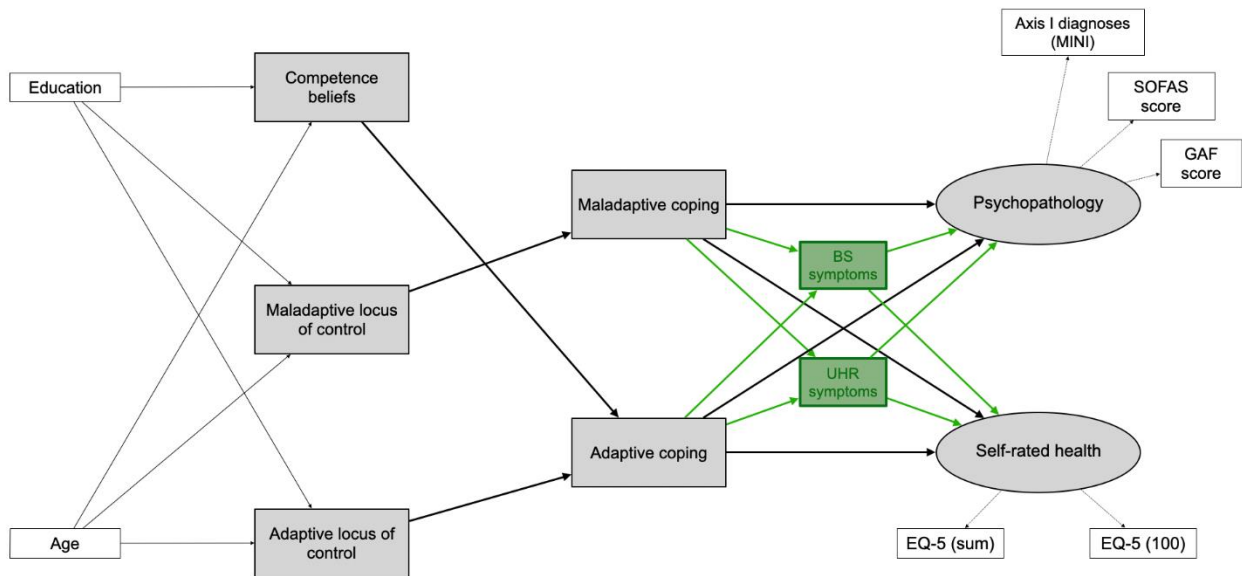 Axis I diagnoses
(MINI)
Education
Competence
beliefs
SOFAS
score
GAF
score
Maladaptive coping
Psychopathology
BS
symptoms
Maladaptive locus
of control
UHR
symptoms
Adaptive coping
Self-rated health
Age
Adaptive locus of
control
EQ-5 (sum)
EQ-5 (100)